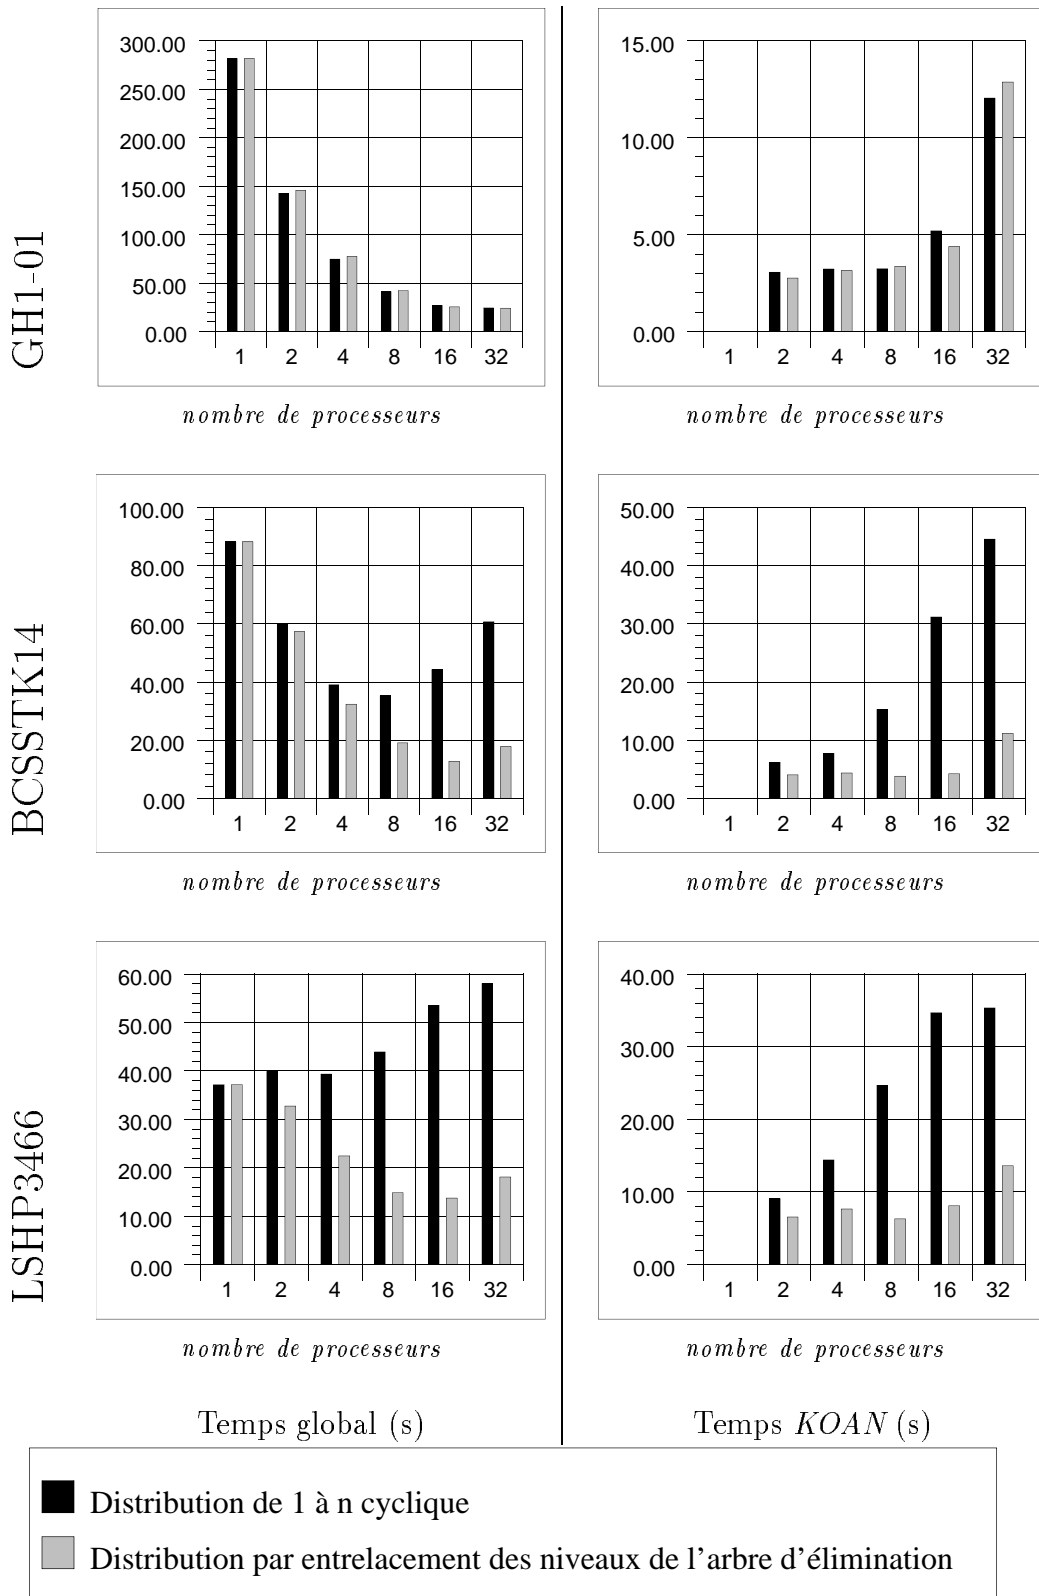 GH1-01
300.00
250.00
200.00
150.00
100.00
50.00
0.00
1 2 4 8 16 32
nombre de processeurs
15.00
10.00
5.00
0.00
1 2 4 8 16 32
nombre de processeurs
BCSSTK14
100.00
80.00
60.00
40.00
20.00
0.00
1 2 4 8 16 32
nombre de processeurs
50.00
40.00
30.00
20.00
10.00
0.00
1 2 4 8 16 32
nombre de processeurs
LSHP3466
60.00
50.00
40.00
30.00
20.00
10.00
0.00
1 2 4 8 16 32
nombre de processeurs
40.00
30.00
20.00
10.00
0.00
1 2 4 8 16 32
nombre de processeurs
Temps global (s)
Temps KOAN (s)
Distribution de 1 à n cyclique
Distribution par entrelacement des niveaux de l'arbre d'élimination